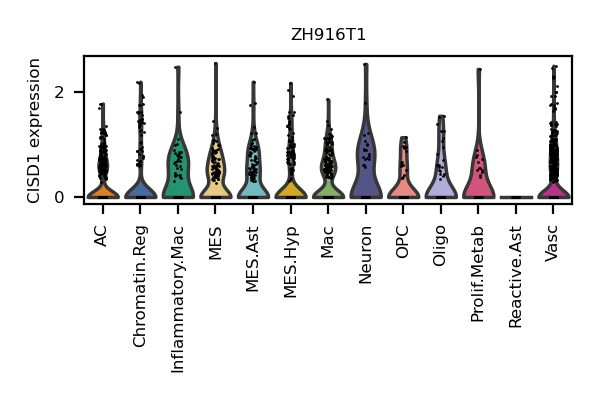 ZH916T1
CISD1 expression
2
0
AC
Chromatin.Reg
Inflammatory.Mac
MES
MES.Ast
MES.Hyp
Mac
Neuron
OPC
Oligo
Prolif.Metab
Reactive.Ast
Vasc